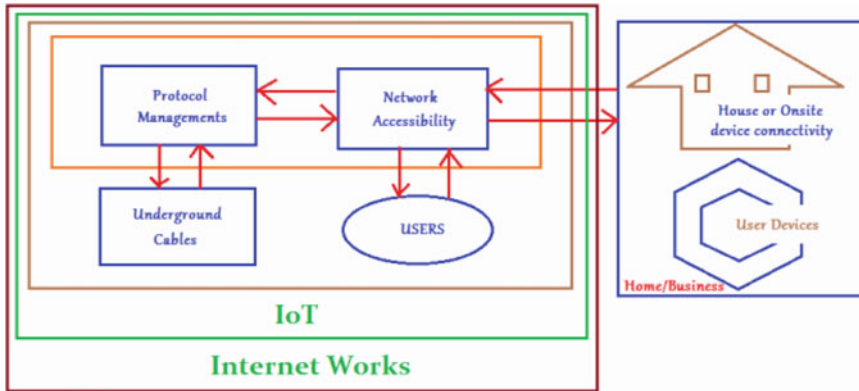 Protocol
Managements
Network
Accessibility
Underground
Cables
USERS
IoT
Internet Works
House or Onsite
device connectivity
User Devices
Home/Business